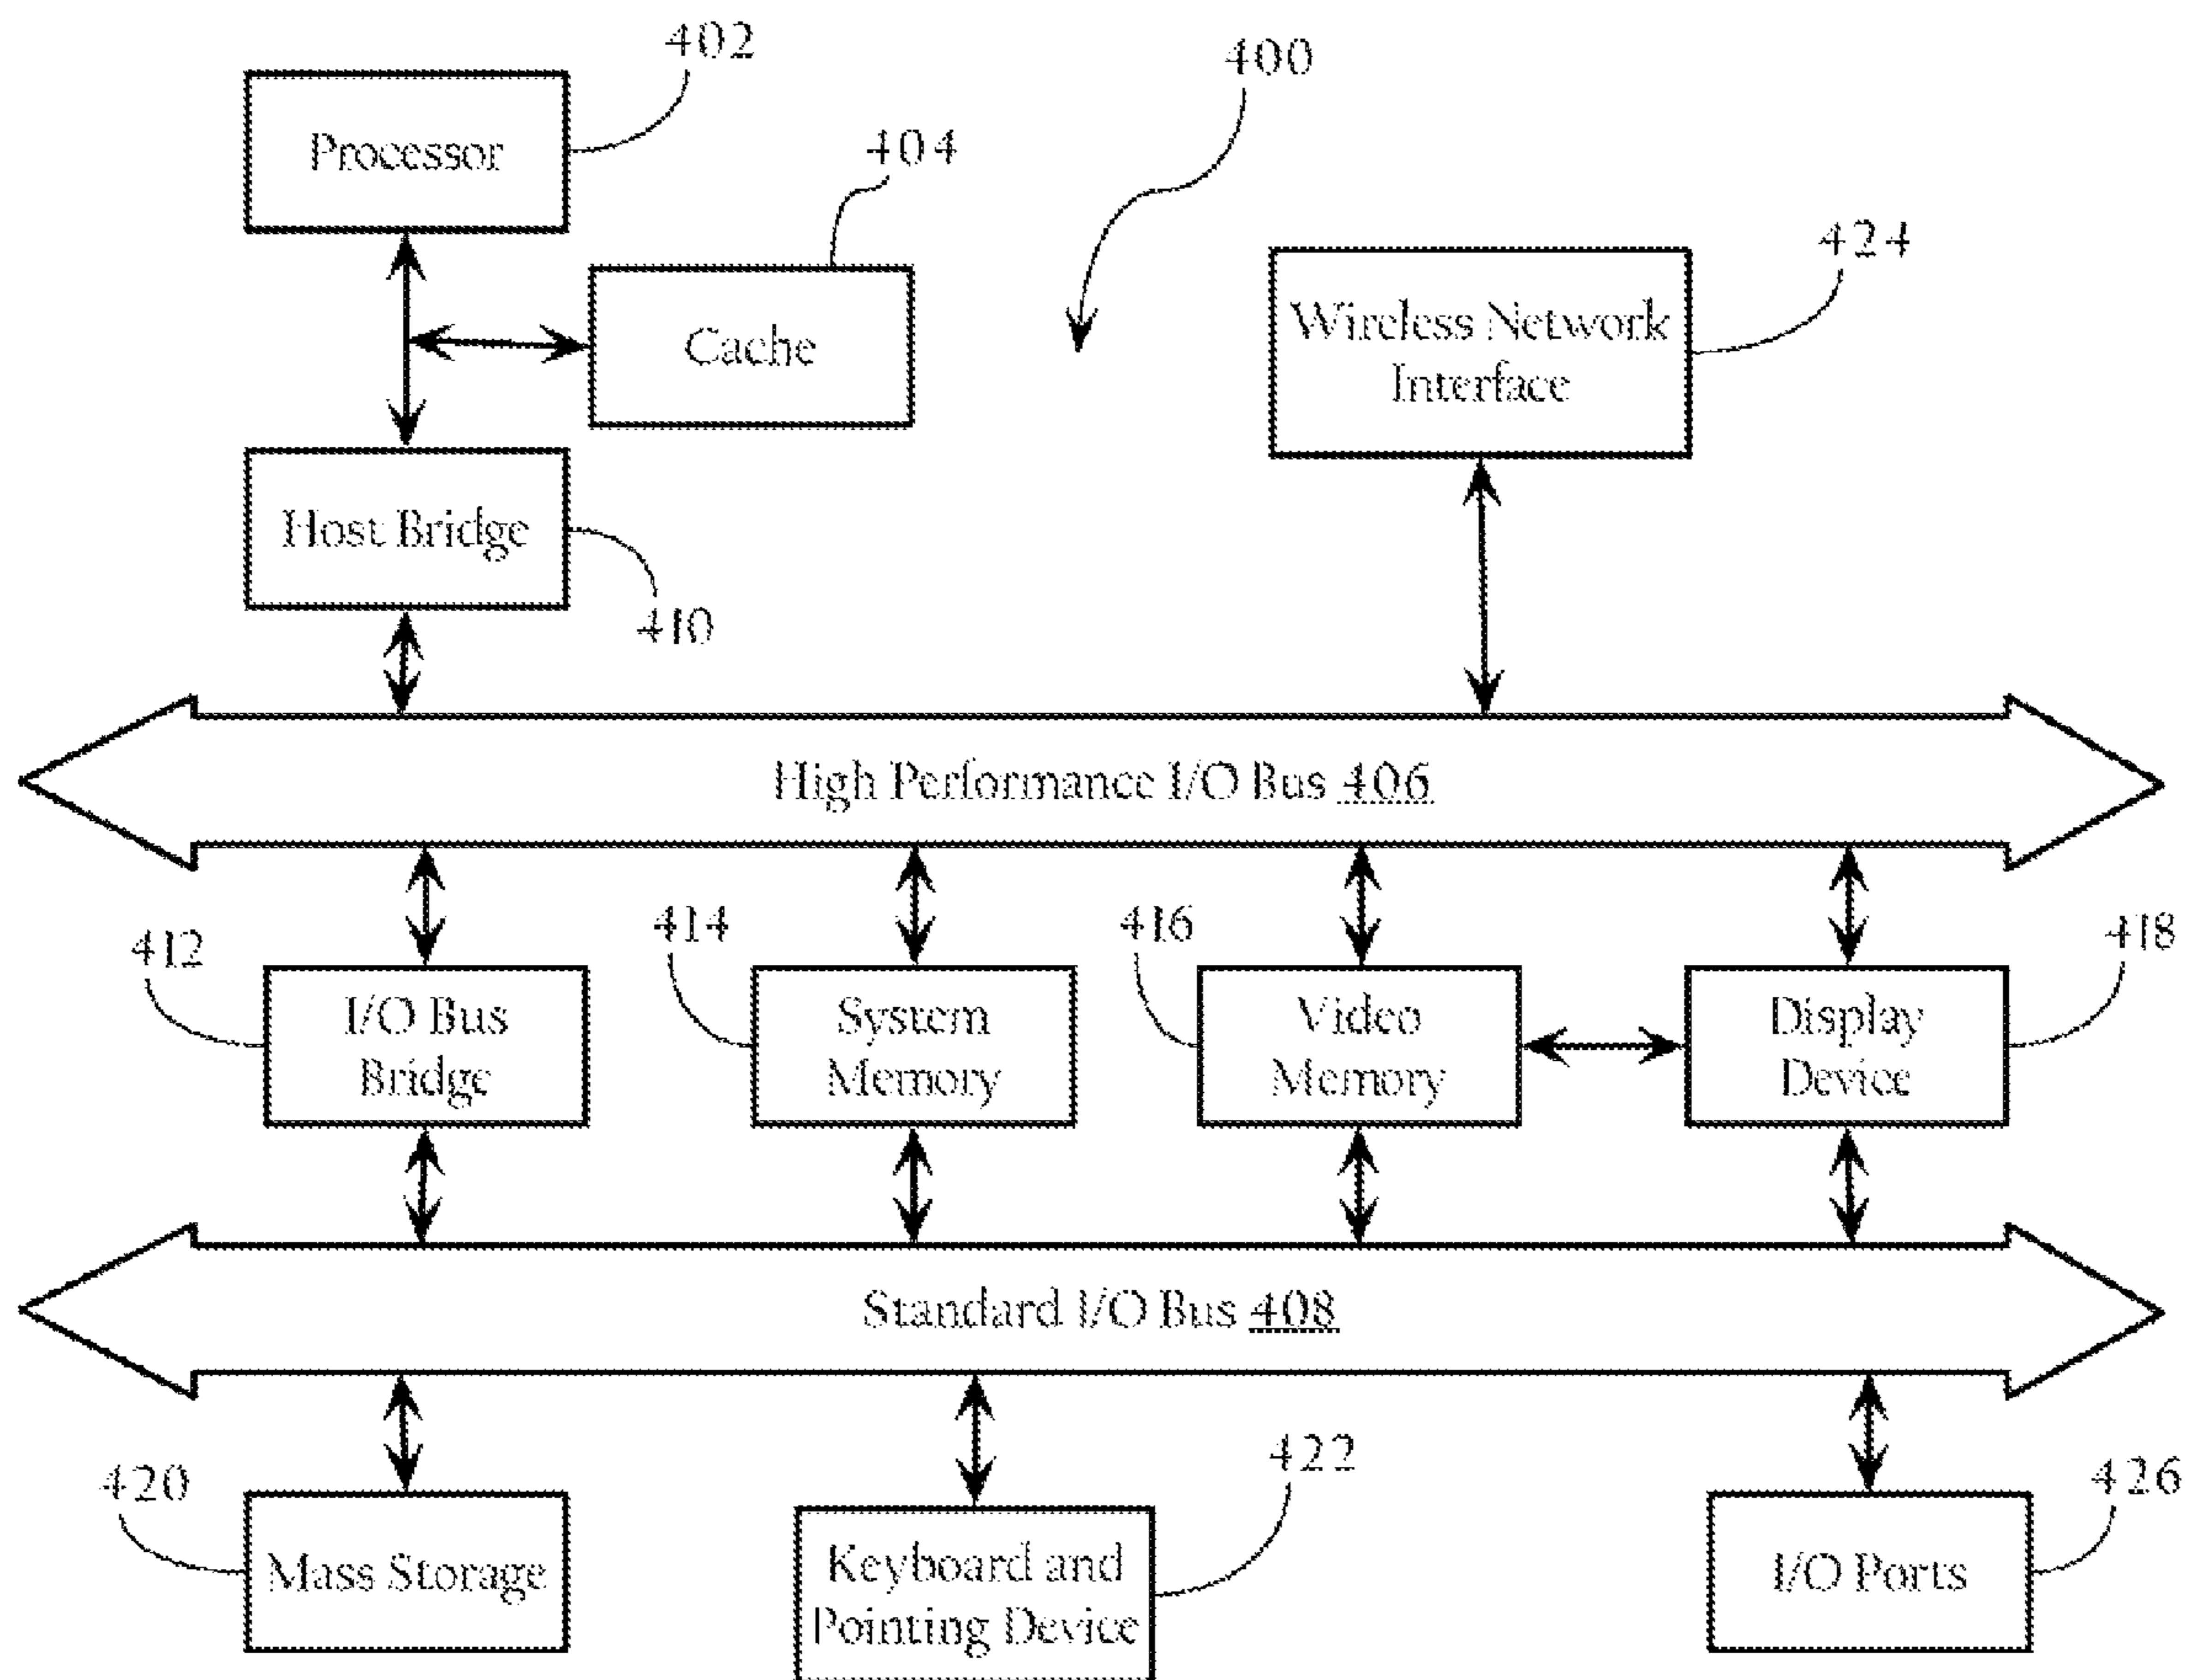 402
400
Processor
404
424
Cache
Wireless Network
Interface
Host Bridge
410
High Performance I/O Bus 406
412
414
416
418
I/O Bus
Bridge
System
Memory
Video
Memory
Display
Device
Standard I/O Bus 408
420
422
426
Mass Storage
Keyboard and
Pointing Device
I/O Ports